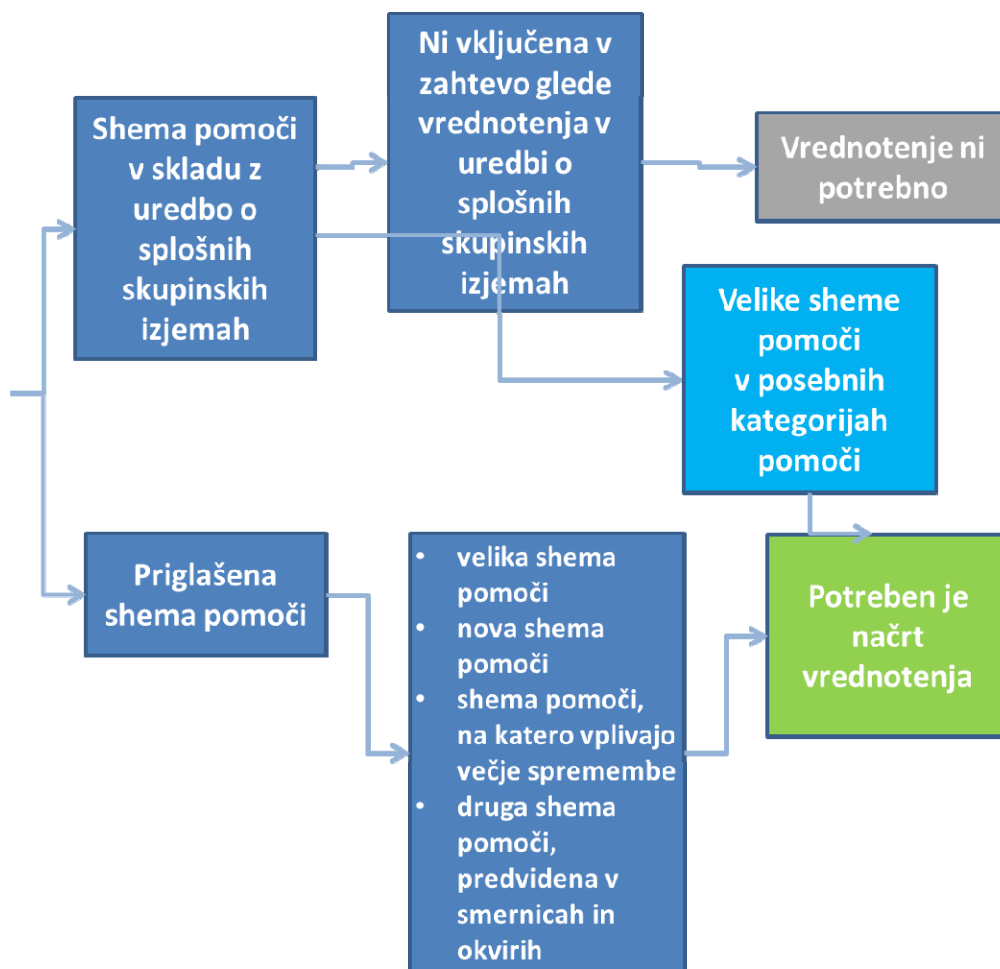 Shema pomoči
v skladu z
uredbo o
splošnih
skupinskih
izjemah
Ni vključena v
zahtevo glede
vrednotenja v
uredbi o
splošnih
skupinskih
izjemah
Vrednotenje ni
potrebno
Velike sheme
pomoči
v posebnih
kategorijah
pomoči
Priglašena
shema pomoči
• velika shema
pomoči
• nova shema
pomoči
• shema pomoči,
na katero vplivajo
večje spremembe
• druga shema
pomoči,
predvidena v
smernicah in
okvirih
Potreben je
načrt
vrednotenja